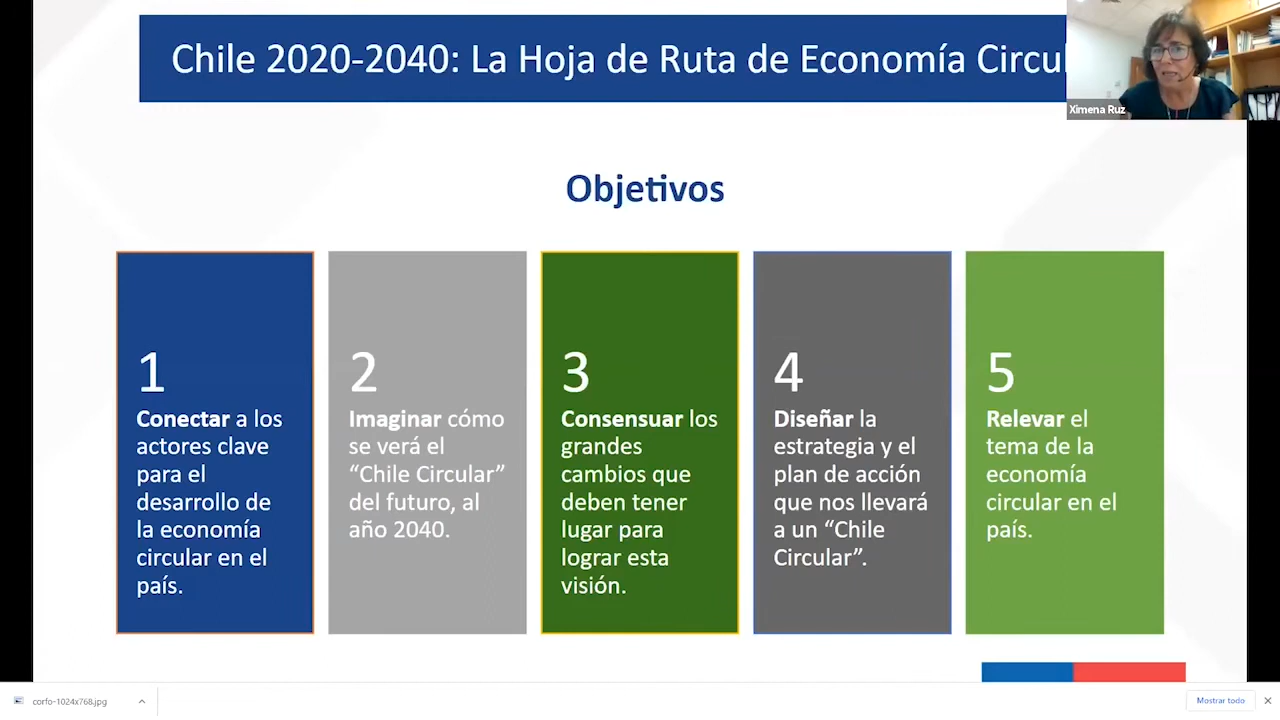 Chile 2020-2040: La Hoja de Ruta de Economía Circul
Ximena Ruz
Objetivos
1
Conectar a los
actores clave
para el
desarrollo de
la economía
circular en el
país.
2
Imaginar cómo
se verá el
“Chile Circular”
del futuro, al
año 2040.
3
Consensuar los
grandes
cambios que
deben tener
lugar para
lograr esta
visión.
4
Diseñar la
estrategia y el
plan de acción
que nos llevará
a un “Chile
Circular”.
5
Relevar el
tema de la
economía
circular en el
país.
corfo-1024x768.jpg
Mostrar todo